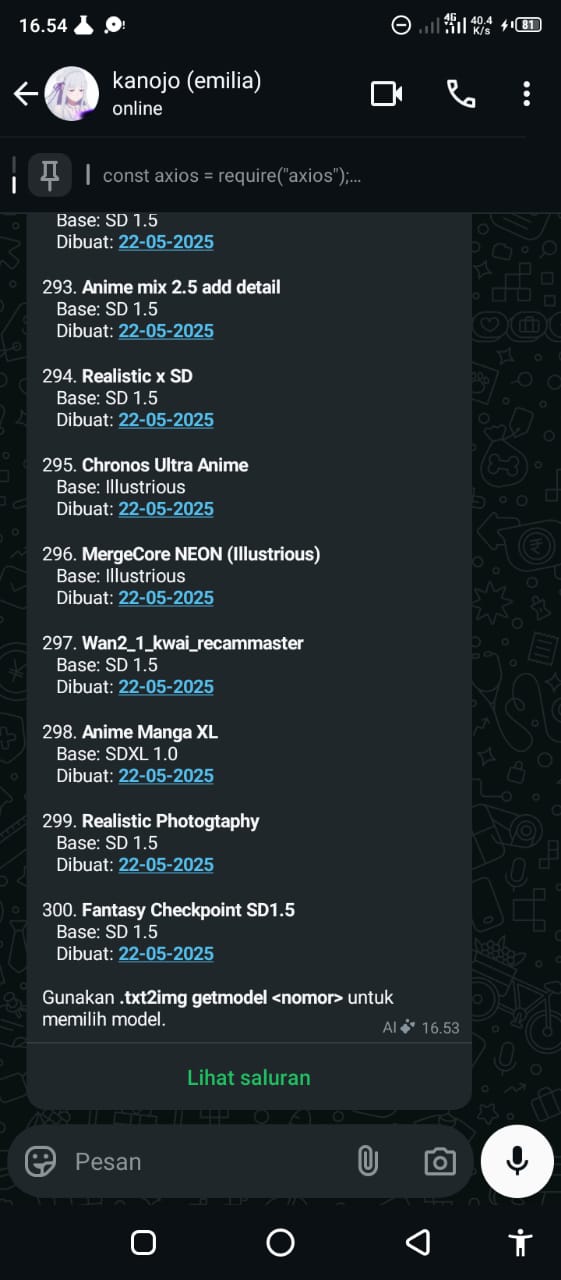 16.54
4G
40.4
K/s
81
kanojo (emilia)
online
const axios = require("axios");...
Base: SD 1.5
Dibuat: 22-05-2025
293. Anime mix 2.5 add detail
Base: SD 1.5
Dibuat: 22-05-2025
294. Realistic x SD
Base: SD 1.5
Dibuat: 22-05-2025
295. Chronos Ultra Anime
Base: Illustrious
Dibuat: 22-05-2025
296. MergeCore NEON (Illustrious)
Base: Illustrious
Dibuat: 22-05-2025
297. Wan2_1_kwai_recammaster
Base: SD 1.5
Dibuat: 22-05-2025
298. Anime Manga XL
Base: SDXL 1.0
Dibuat: 22-05-2025
299. Realistic Photogtaphy
Base: SD 1.5
Dibuat: 22-05-2025
300. Fantasy Checkpoint SD1.5
Base: SD 1.5
Dibuat: 22-05-2025
Gunakan .txt2img getmodel <nomor> untuk
memilih model.
AI 16.53
Lihat saluran
Pesan